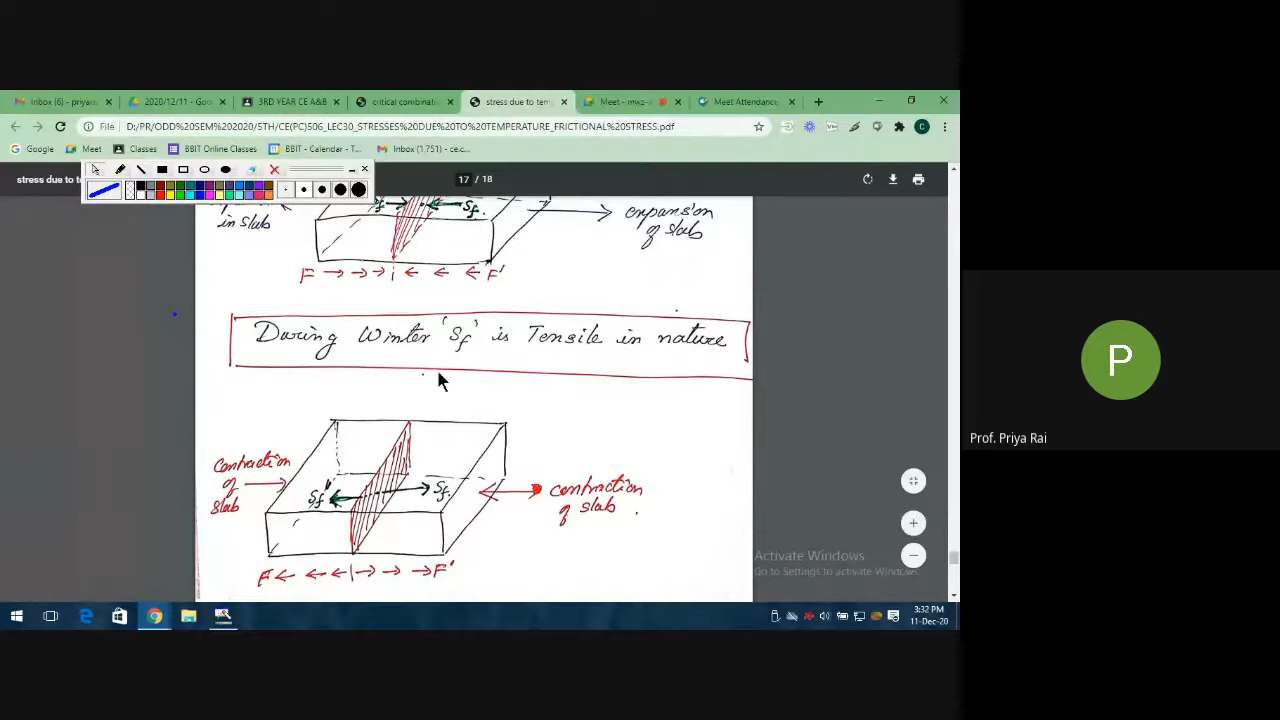 Inbox (6) - priyara
2020/12/11 - Goo
3RD YEAR CE A&B
critical combinatio
stress due to tem
Meet - mwz-
Meet Attendance
File
D:/PR/ODD%20SEM%202020/5TH/CE(PC)506_LEC30_STRESSES%20DUE%20TO%20TEMPERATURE_FRICTIONAL%20STRESS.pdf
C
Google
Meet
Classes
BBIT Online Classes
BBIT - Calendar - T...
Inbox (1,751) - ce.c...
stress due to te
17 / 18
in slab
Sf.
expansion
of slab
F → → → | ← ← ← F'
During Winter 'Sf' is Tensile in nature
contraction
of
slab
Sf'
Sf.
contraction
of slab .
F ← ← ← | → → → F'
Activate Windows
Go to Settings to activate Windows.
3:32 PM
11-Dec-20
P
Prof. Priya Rai